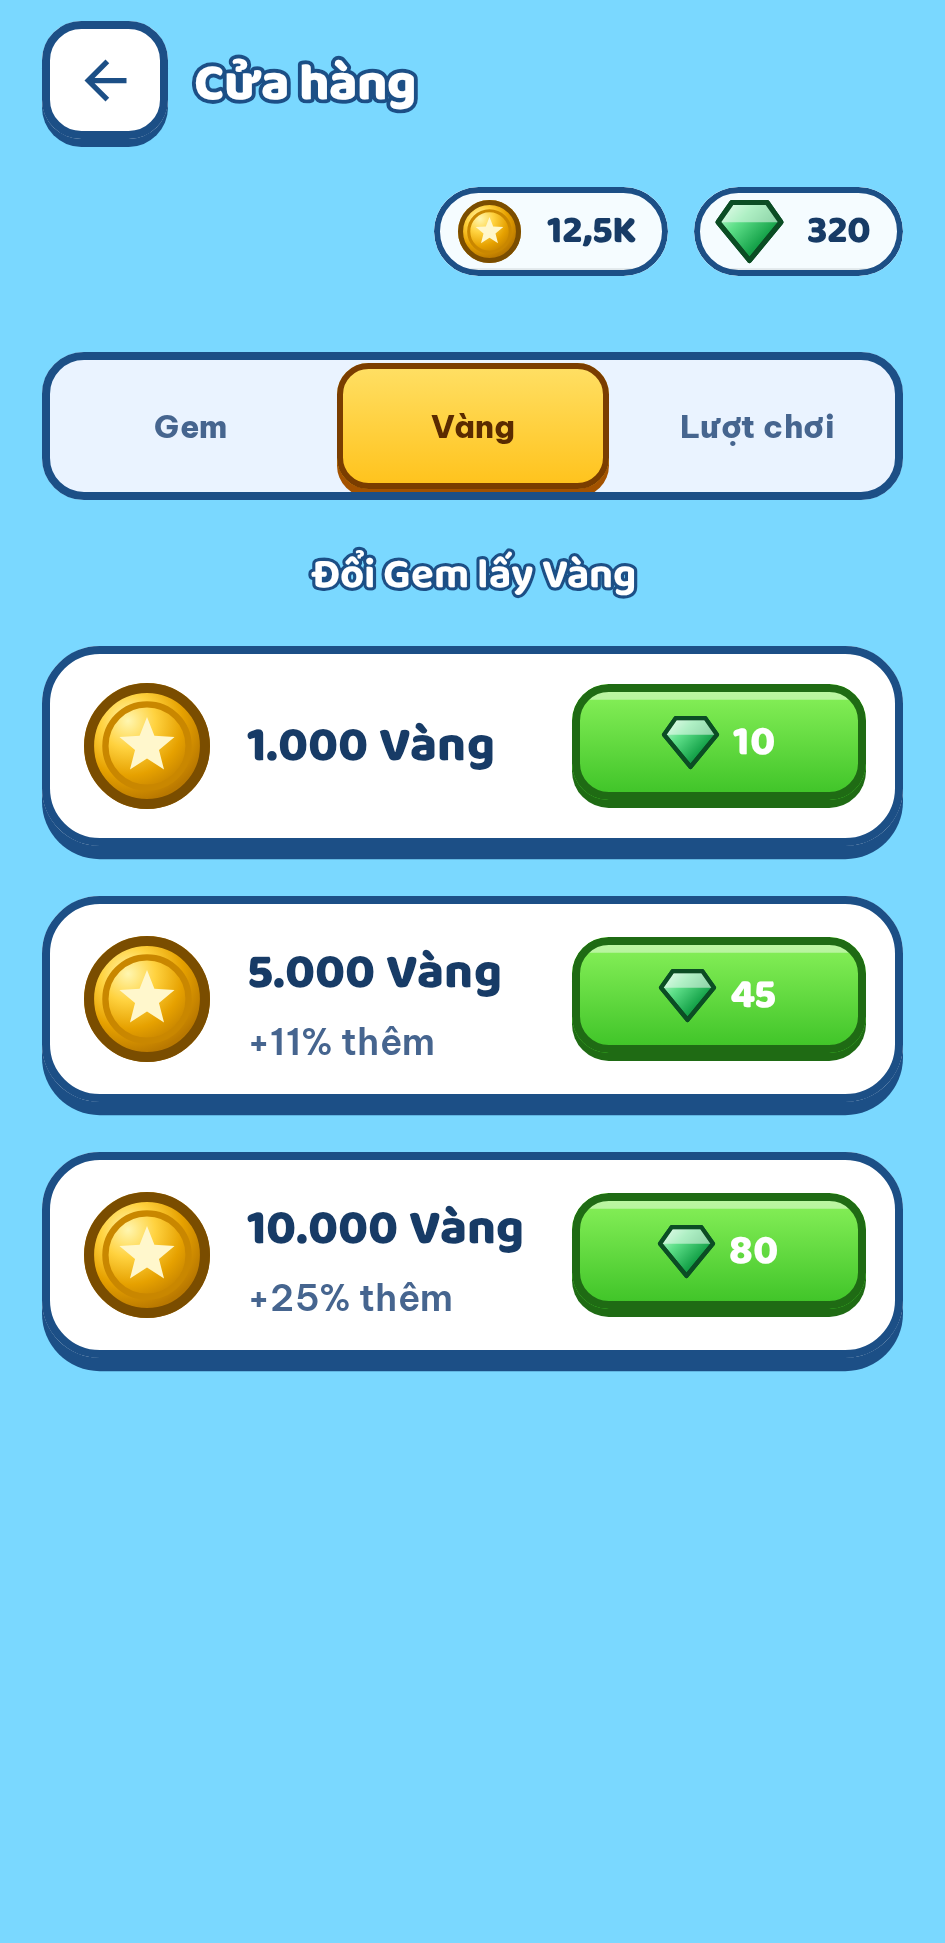 Cửa hàng
12,5K
320
Gem
Vàng
Lượt chơi
Đổi Gem lấy Vàng
1.000 Vàng
10
5.000 Vàng
+11% thêm
45
10.000 Vàng
+25% thêm
80